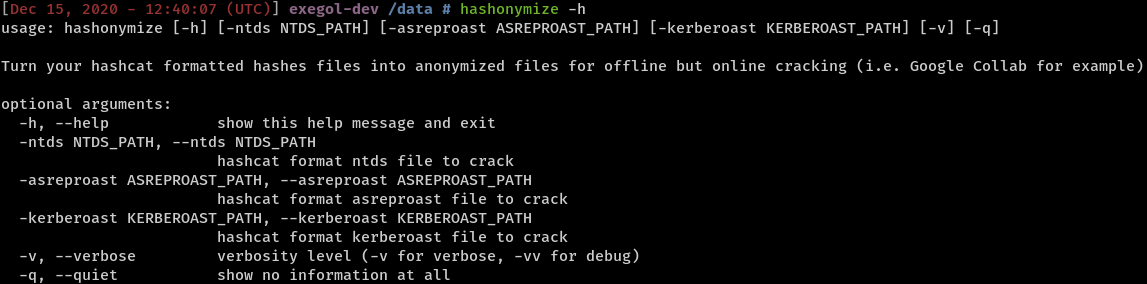 [Dec 15, 2020 - 12:40:07 (UTC)] exegol-dev /data # hashonymize -h
usage: hashonymize [-h] [-ntds NTDS_PATH] [-asreproast ASREPROAST_PATH] [-kerberoast KERBEROAST_PATH] [-v] [-q]

Turn your hashcat formatted hashes files into anonymized files for offline but online cracking (i.e. Google Collab for example)

optional arguments:
  -h, --help            show this help message and exit
  -ntds NTDS_PATH, --ntds NTDS_PATH
                        hashcat format ntds file to crack
  -asreproast ASREPROAST_PATH, --asreproast ASREPROAST_PATH
                        hashcat format asreproast file to crack
  -kerberoast KERBEROAST_PATH, --kerberoast KERBEROAST_PATH
                        hashcat format kerberoast file to crack
  -v, --verbose         verbosity level (-v for verbose, -vv for debug)
  -q, --quiet           show no information at all